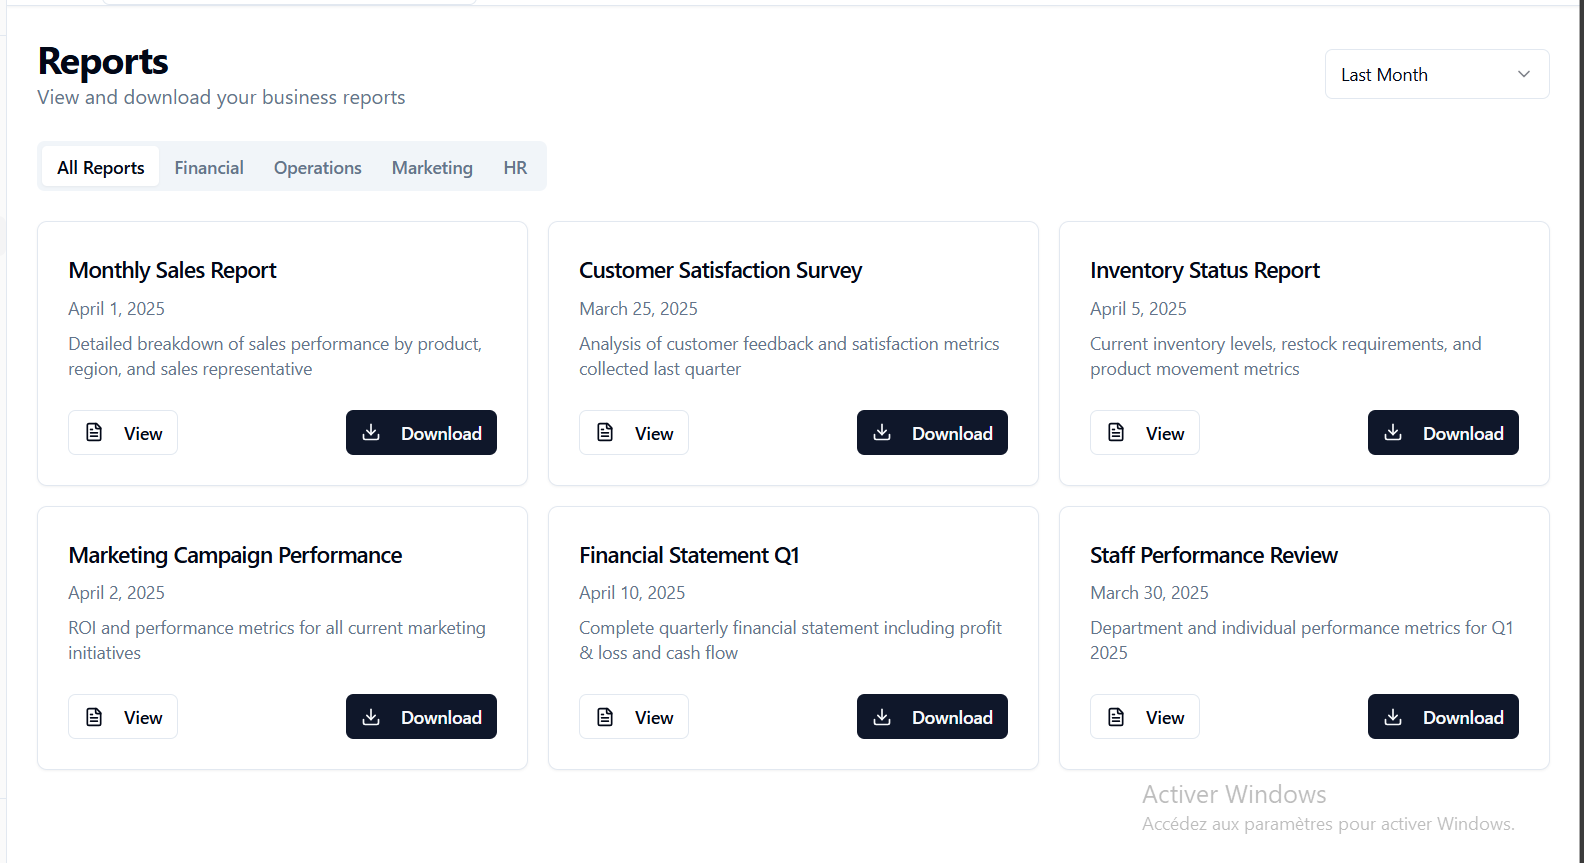 Reports
View and download your business reports
Last Month
All Reports Financial Operations Marketing HR
Monthly Sales Report
April 1, 2025
Detailed breakdown of sales performance by product,
region, and sales representative
View Download
Customer Satisfaction Survey
March 25, 2025
Analysis of customer feedback and satisfaction metrics
collected last quarter
View Download
Inventory Status Report
April 5, 2025
Current inventory levels, restock requirements, and
product movement metrics
View Download
Marketing Campaign Performance
April 2, 2025
ROI and performance metrics for all current marketing
initiatives
View Download
Financial Statement Q1
April 10, 2025
Complete quarterly financial statement including profit
& loss and cash flow
View Download
Staff Performance Review
March 30, 2025
Department and individual performance metrics for Q1
2025
View Download
Activer Windows
Accédez aux paramètres pour activer Windows.